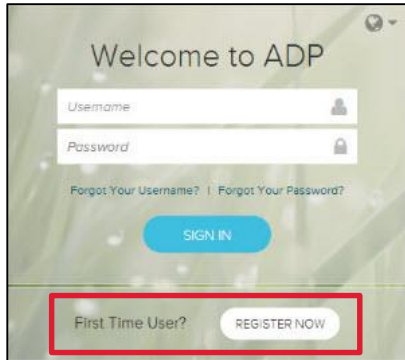 Welcome to ADP
Username
Password
Forgot Your Username? | Forgot Your Password?
SIGN IN
First Time User? REGISTER NOW